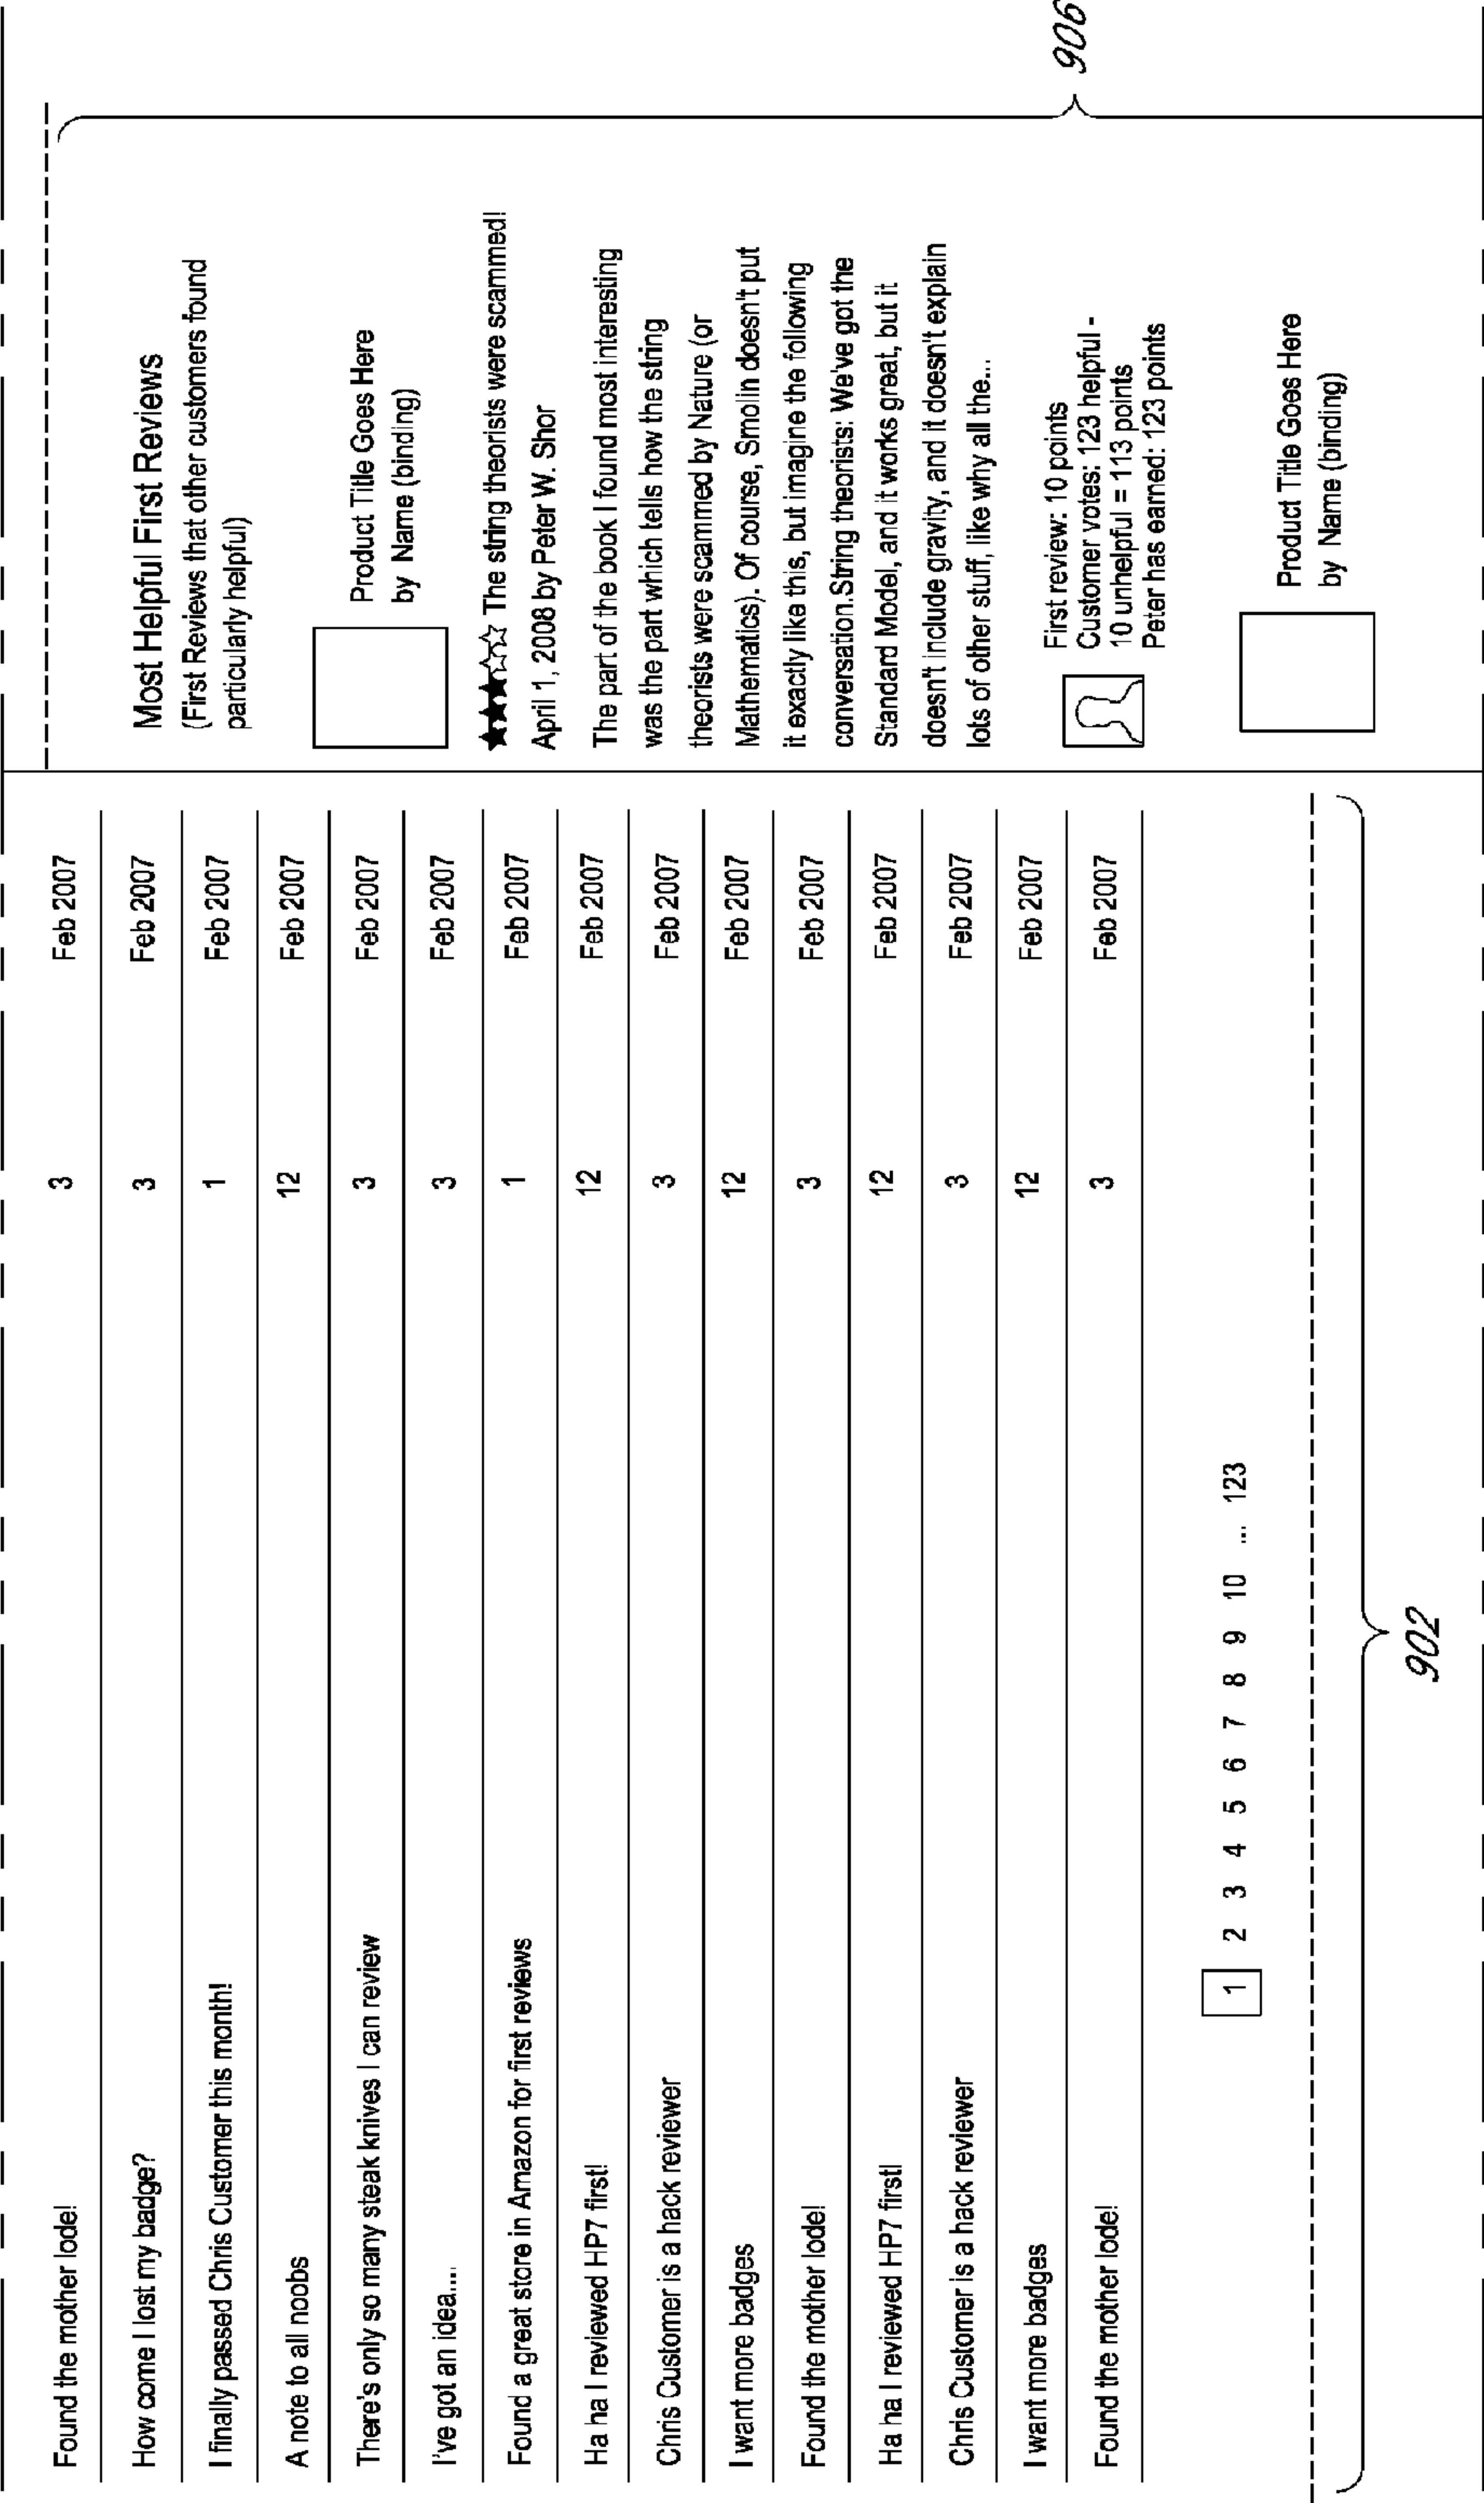 Found the mother lode! 3 Feb 2007
How come I lost my badge? 3 Feb 2007
I finally passed Chris Customer this month! 1 Feb 2007
A note to all noobs 12 Feb 2007
There's only so many steak knives I can review 3 Feb 2007
I've got an idea.... 3 Feb 2007
Found a great store in Amazon for first reviews 1 Feb 2007
Ha ha I reviewed HP7 first! 12 Feb 2007
Chris Customer is a hack reviewer 3 Feb 2007
I want more badges 12 Feb 2007
Found the mother lode! 3 Feb 2007
Ha ha I reviewed HP7 first! 12 Feb 2007
Chris Customer is a hack reviewer 3 Feb 2007
I want more badges 12 Feb 2007
Found the mother lode! 3 Feb 2007
1 2 3 4 5 6 7 8 9 10 ... 123
902
Most Helpful First Reviews
(First Reviews that other customers found
particularly helpful)
Product Title Goes Here
by Name (binding)
★★★☆☆ The string theorists were scammed!
April 1, 2008 by Peter W. Shor
The part of the book I found most interesting
was the part which tells how the string
theorists were scammed by Nature (or
Mathematics). Of course, Smolin doesn't put
it exactly like this, but imagine the following
conversation.String theorists: We've got the
Standard Model, and it works great, but it
doesn't include gravity, and it doesn't explain
lots of other stuff, like why all the...
First review: 10 points
Customer votes: 123 helpful -
10 unhelpful = 113 points
Peter has earned: 123 points
Product Title Goes Here
by Name (binding)
906